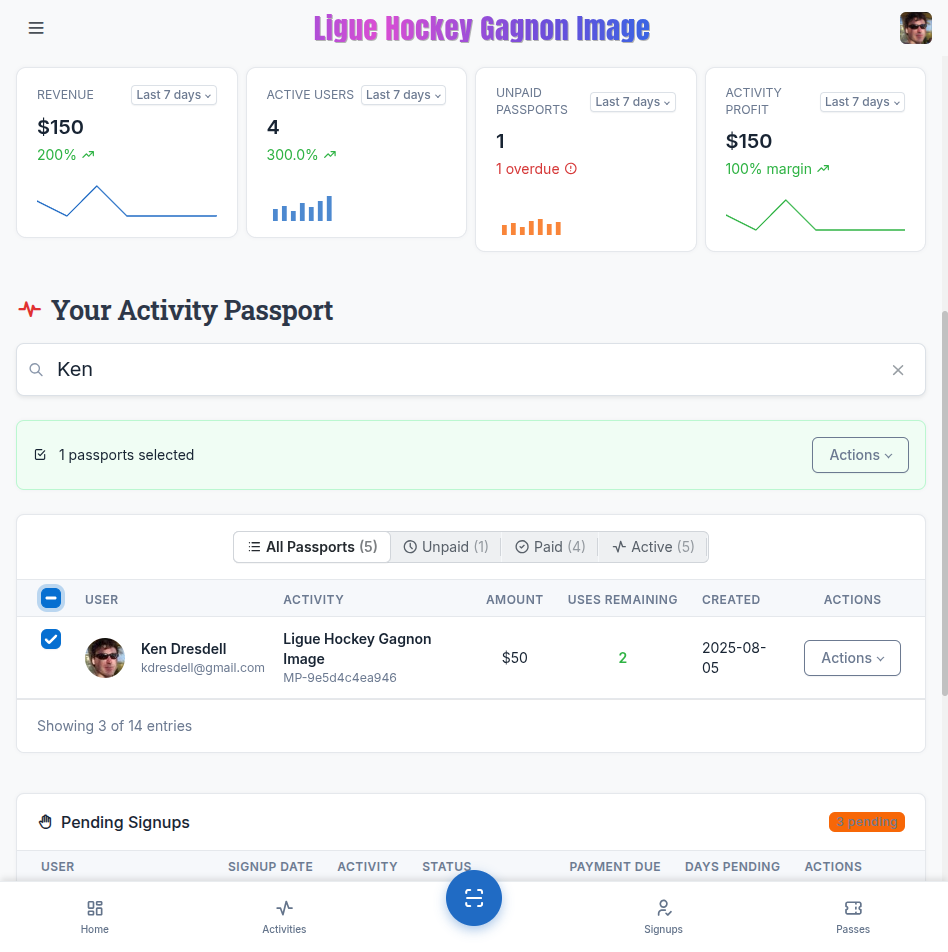 Ligue Hockey Gagnon Image
REVENUE
Last 7 days
$150
200%
ACTIVE USERS
Last 7 days
4
300.0%
UNPAID
PASSPORTS
Last 7 days
1
1 overdue
ACTIVITY
PROFIT
Last 7 days
$150
100% margin
Your Activity Passport
Ken
1 passports selected
Actions
All Passports (5)
Unpaid (1)
Paid (4)
Active (5)
USER
ACTIVITY
AMOUNT
USES REMAINING
CREATED
ACTIONS
Ken Dresdell
kdresdell@gmail.com
Ligue Hockey Gagnon
Image
MP-9e5d4c4ea946
$50
2
2025-08-
05
Actions
Showing 3 of 14 entries
Pending Signups
3 pending
USER
SIGNUP DATE
ACTIVITY
STATUS
PAYMENT DUE
DAYS PENDING
ACTIONS
Home
Activities
Signups
Passes